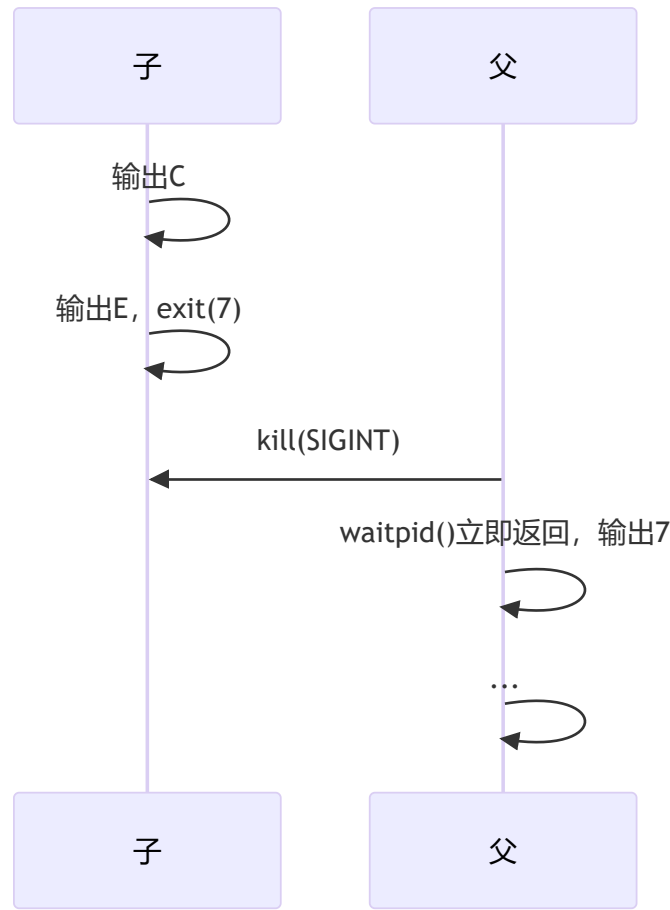 子 父
输出C
输出E，exit(7)
kill(SIGINT)
waitpid()立即返回，输出7
...
子 父